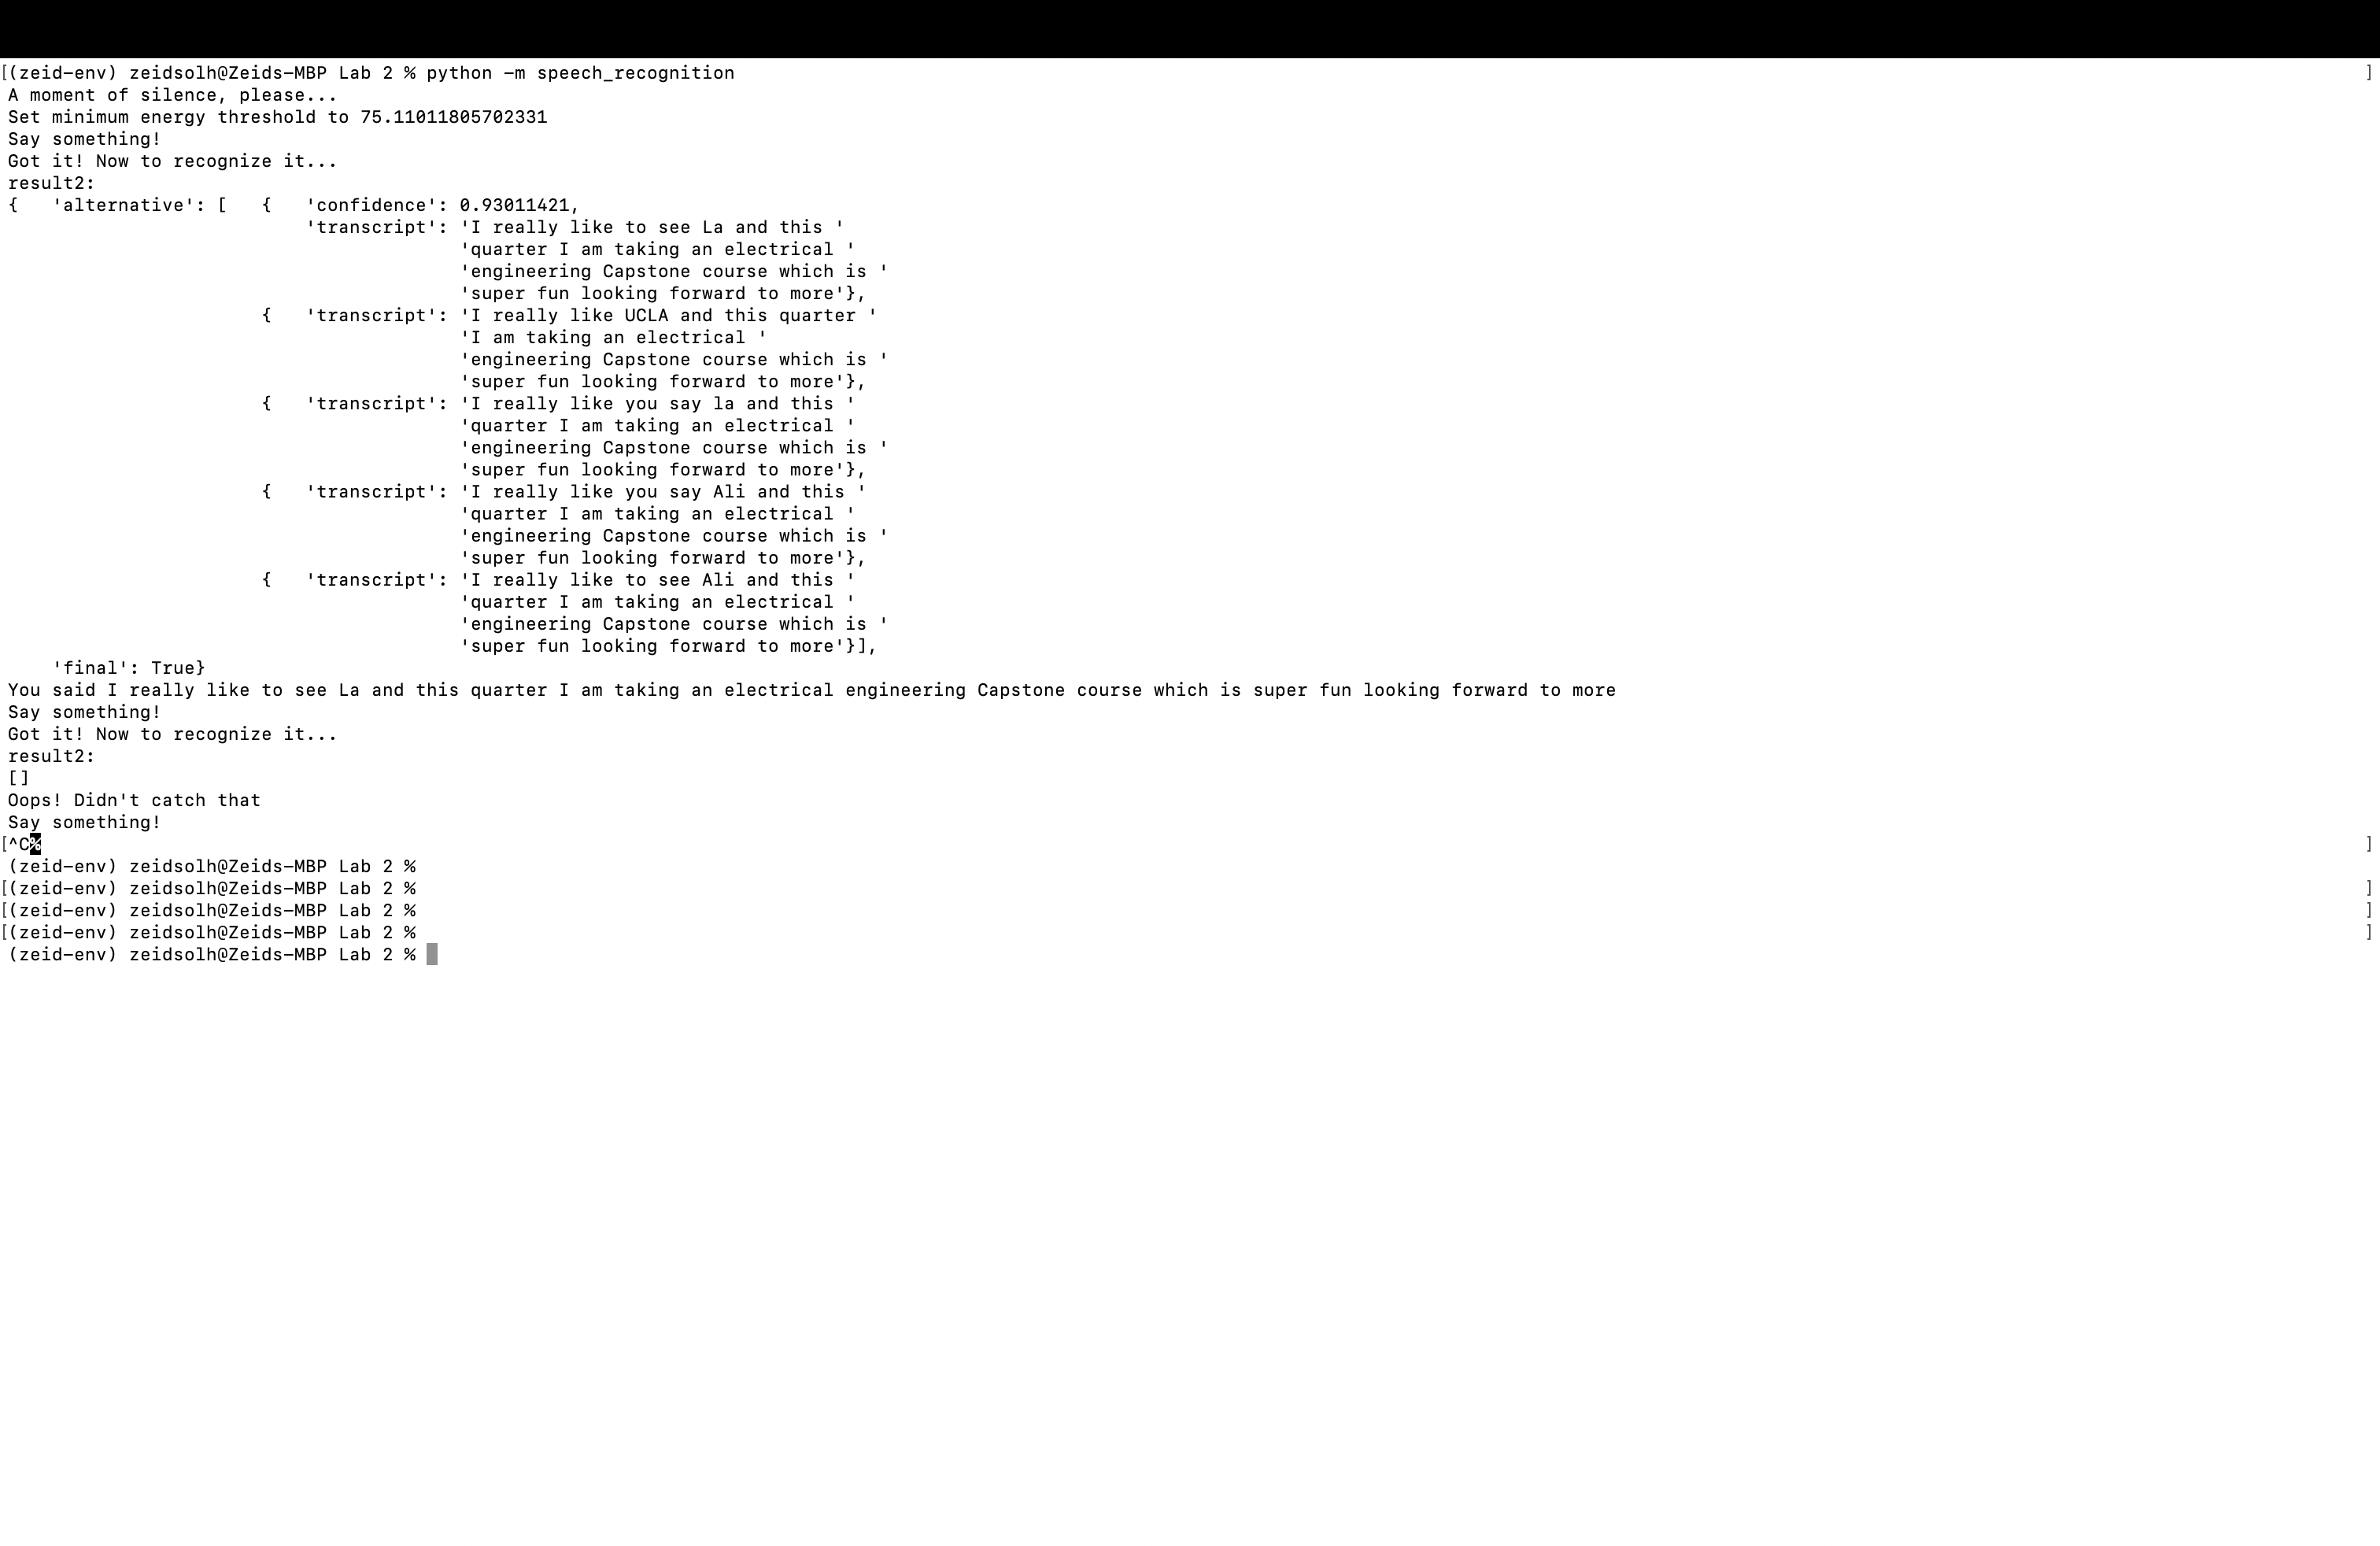 [(zeid-env) zeidsolh@Zeids-MBP Lab 2 % python -m speech_recognition ]
A moment of silence, please...
Set minimum energy threshold to 75.11011805702331
Say something!
Got it! Now to recognize it...
result2:
{   'alternative': [   {   'confidence': 0.93011421,
                           'transcript': 'I really like to see La and this '
                                         'quarter I am taking an electrical '
                                         'engineering Capstone course which is '
                                         'super fun looking forward to more'},
                       {   'transcript': 'I really like UCLA and this quarter '
                                         'I am taking an electrical '
                                         'engineering Capstone course which is '
                                         'super fun looking forward to more'},
                       {   'transcript': 'I really like you say la and this '
                                         'quarter I am taking an electrical '
                                         'engineering Capstone course which is '
                                         'super fun looking forward to more'},
                       {   'transcript': 'I really like you say Ali and this '
                                         'quarter I am taking an electrical '
                                         'engineering Capstone course which is '
                                         'super fun looking forward to more'},
                       {   'transcript': 'I really like to see Ali and this '
                                         'quarter I am taking an electrical '
                                         'engineering Capstone course which is '
                                         'super fun looking forward to more'}],
    'final': True}
You said I really like to see La and this quarter I am taking an electrical engineering Capstone course which is super fun looking forward to more
Say something!
Got it! Now to recognize it...
result2:
[]
Oops! Didn't catch that
Say something!
[^C% ]
(zeid-env) zeidsolh@Zeids-MBP Lab 2 %
[(zeid-env) zeidsolh@Zeids-MBP Lab 2 % ]
[(zeid-env) zeidsolh@Zeids-MBP Lab 2 % ]
[(zeid-env) zeidsolh@Zeids-MBP Lab 2 % ]
(zeid-env) zeidsolh@Zeids-MBP Lab 2 %